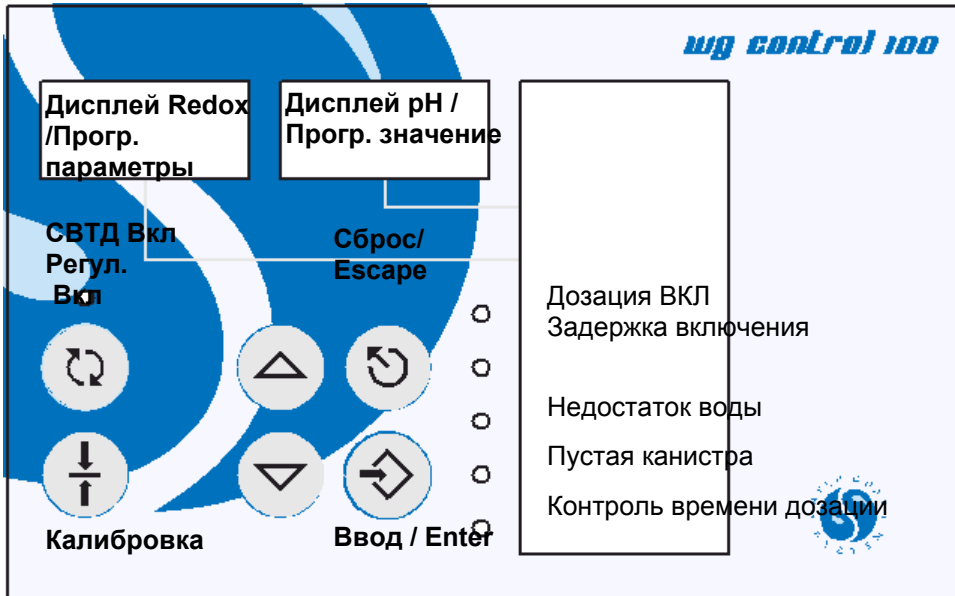 wg control 100
Дисплей Redox
/Прогр.
параметры
Дисплей pH /
Прогр. значение
СВТД Вкл
Регул.
Вкл
Сброс/
Escape
Дозация ВКЛ
Задержка включения
Недостаток воды
Пустая канистра
Контроль времени дозации
Калибровка
Ввод / Enter